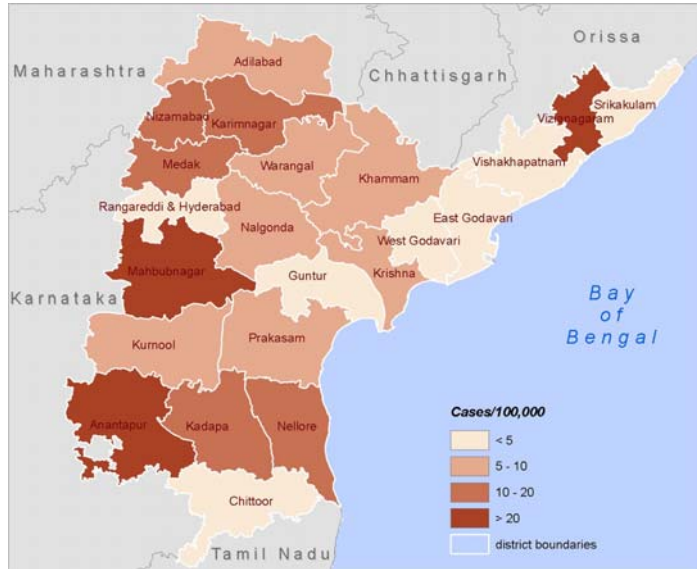 Orissa
Maharashtra
Chhattisgarh
Adilabad
Nizamabad
Karimnagar
Vizianagaram
Srikakulam
Medak
Warangal
Vishakhapatnam
Khammam
Rangareddi & Hyderabad
Nalgonda
East Godavari
West Godavari
Mahbubnagar
Guntur
Krishna
Karnataka
Bay
of
Bengal
Kurnool
Prakasam
Anantapur
Kadapa
Nellore
Chittoor
Tamil Nadu
Cases/100,000
< 5
5 - 10
10 - 20
> 20
district boundaries